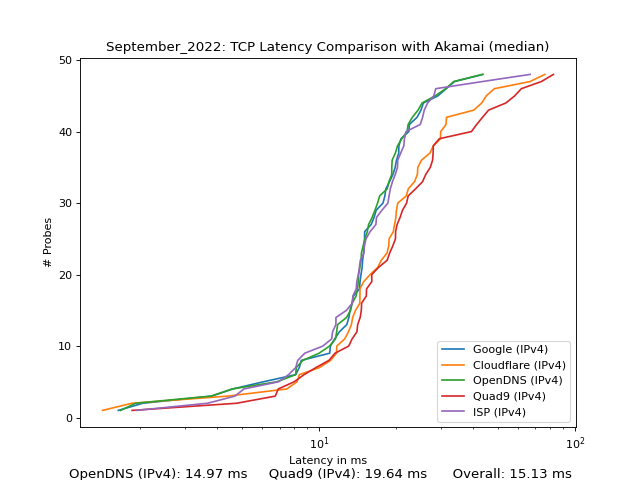 September_2022: TCP Latency Comparison with Akamai (median)
50
40
30
20
10
0
# Probes
Google (IPv4)
Cloudflare (IPv4)
OpenDNS (IPv4)
Quad9 (IPv4)
ISP (IPv4)
10¹
10²
Latency in ms
OpenDNS (IPv4): 14.97 ms Quad9 (IPv4): 19.64 ms Overall: 15.13 ms